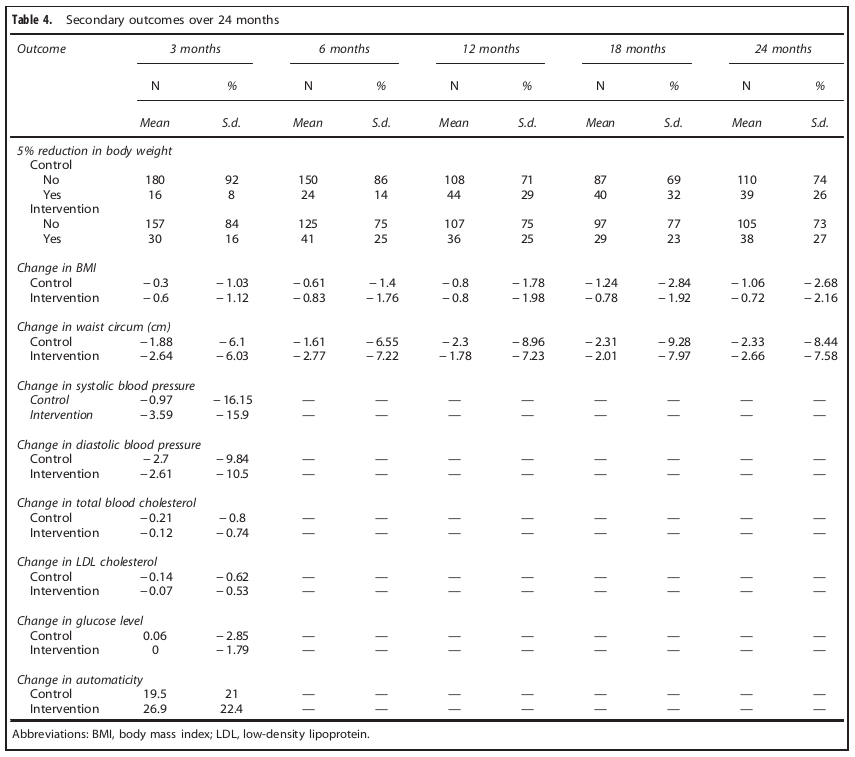 Table 4. Secondary outcomes over 24 months
Outcome 3 months 6 months 12 months 18 months 24 months
N % N % N % N % N %
Mean S.d. Mean S.d. Mean S.d. Mean S.d. Mean S.d.
5% reduction in body weight
Control
No 180 92 150 86 108 71 87 69 110 74
Yes 16 8 24 14 44 29 40 32 39 26
Intervention
No 157 84 125 75 107 75 97 77 105 73
Yes 30 16 41 25 36 25 29 23 38 27
Change in BMI
Control −0.3 −1.03 −0.61 −1.4 −0.8 −1.78 −1.24 −2.84 −1.06 −2.68
Intervention −0.6 −1.12 −0.83 −1.76 −0.8 −1.98 −0.78 −1.92 −0.72 −2.16
Change in waist circum (cm)
Control −1.88 −6.1 −1.61 −6.55 −2.3 −8.96 −2.31 −9.28 −2.33 −8.44
Intervention −2.64 −6.03 −2.77 −7.22 −1.78 −7.23 −2.01 −7.97 −2.66 −7.58
Change in systolic blood pressure
Control −0.97 −16.15 — — — — — — — —
Intervention −3.59 −15.9 — — — — — — — —
Change in diastolic blood pressure
Control −2.7 −9.84 — — — — — — — —
Intervention −2.61 −10.5 — — — — — — — —
Change in total blood cholesterol
Control −0.21 −0.8 — — — — — — — —
Intervention −0.12 −0.74 — — — — — — — —
Change in LDL cholesterol
Control −0.14 −0.62 — — — — — — — —
Intervention −0.07 −0.53 — — — — — — — —
Change in glucose level
Control 0.06 −2.85 — — — — — — — —
Intervention 0 −1.79 — — — — — — — —
Change in automaticity
Control 19.5 21 — — — — — — — —
Intervention 26.9 22.4 — — — — — — — —
Abbreviations: BMI, body mass index; LDL, low-density lipoprotein.